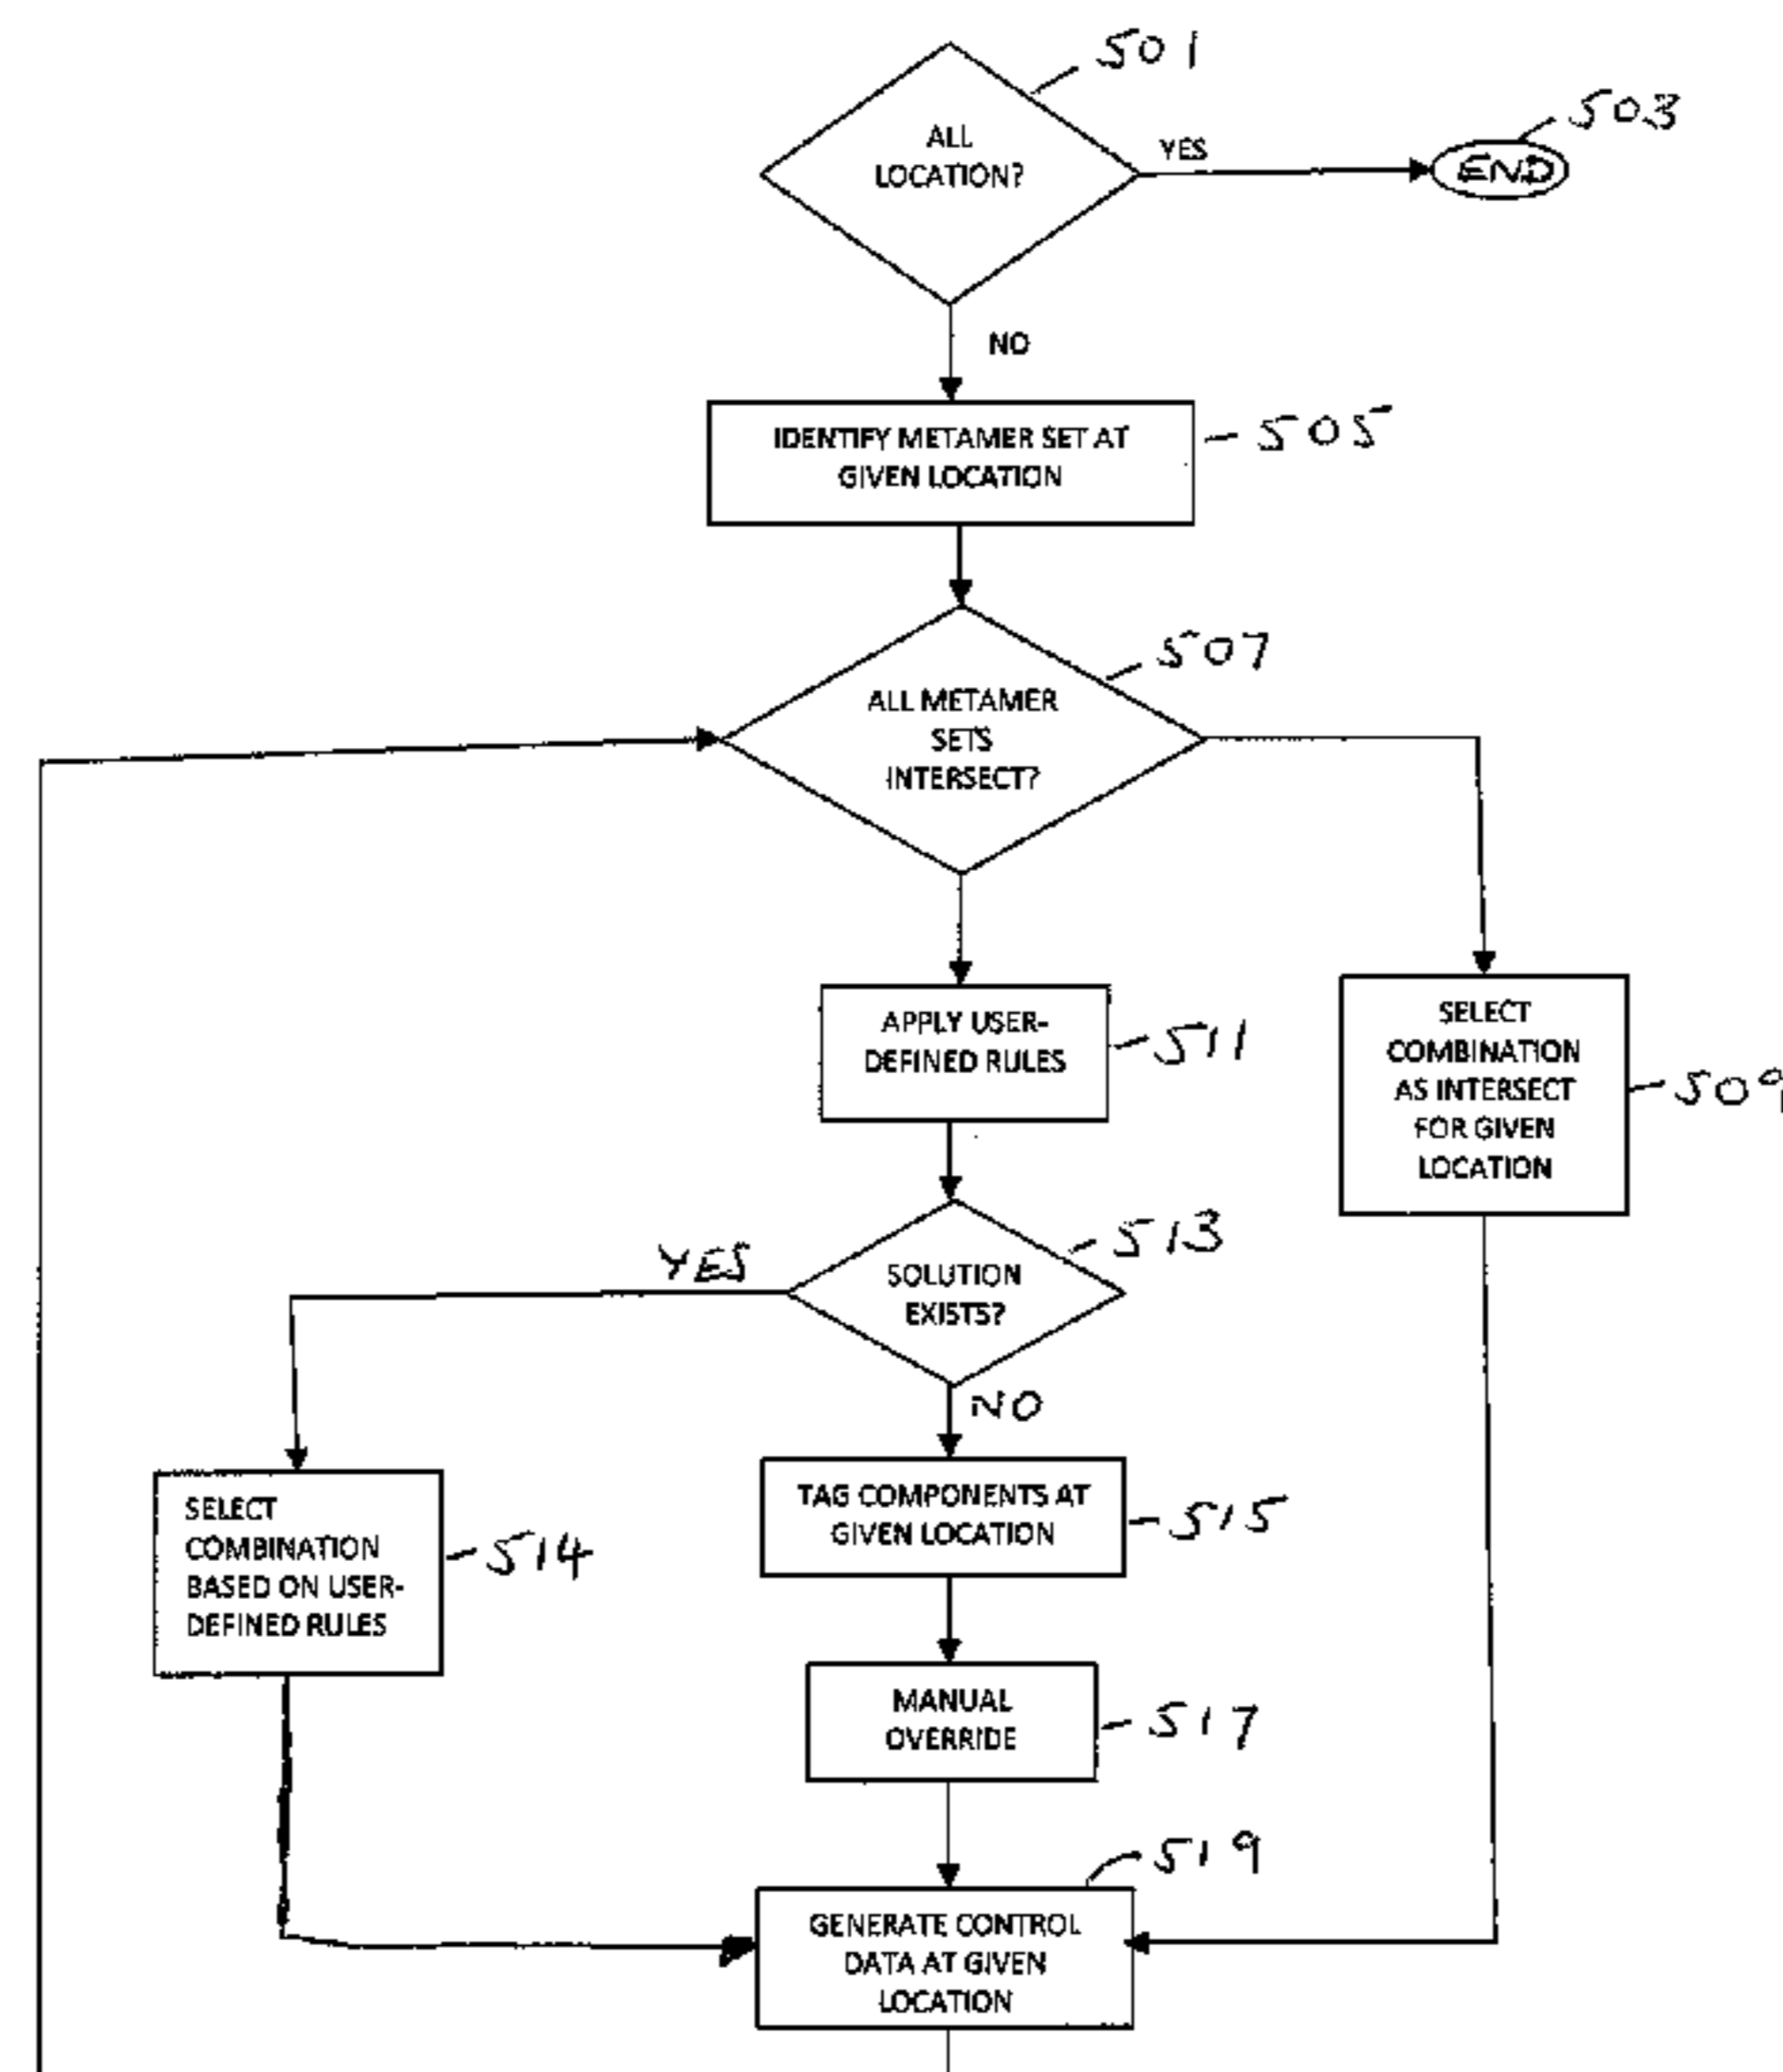 501
503
ALL
LOCATION?
YES
END
NO
IDENTIFY METAMER SET AT
GIVEN LOCATION
505
507
ALL METAMER
SETS
INTERSECT?
APPLY USER-
DEFINED RULES
511
SELECT
COMBINATION
AS INTERSECT
FOR GIVEN
LOCATION
509
513
YES
SOLUTION
EXISTS?
NO
SELECT
COMBINATION
BASED ON USER-
DEFINED RULES
514
TAG COMPONENTS AT
GIVEN LOCATION
515
MANUAL
OVERRIDE
517
519
GENERATE CONTROL
DATA AT GIVEN
LOCATION